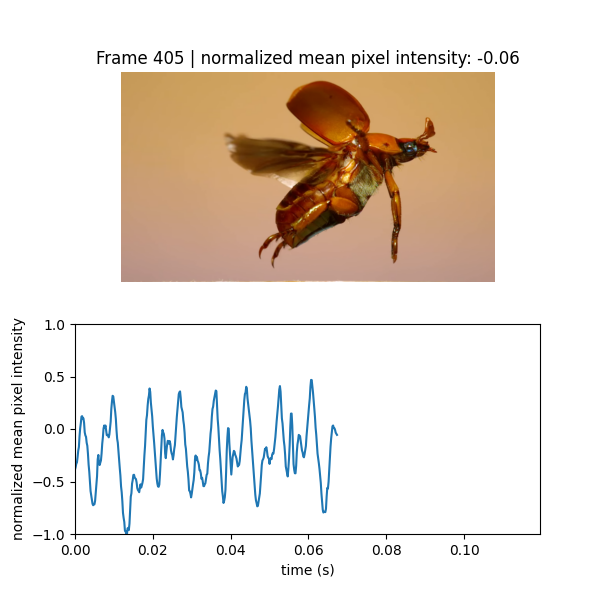 Frame 405 | normalized mean pixel intensity: -0.06
normalized mean pixel intensity
1.0
0.5
0.0
−0.5
−1.0
0.00 0.02 0.04 0.06 0.08 0.10
time (s)